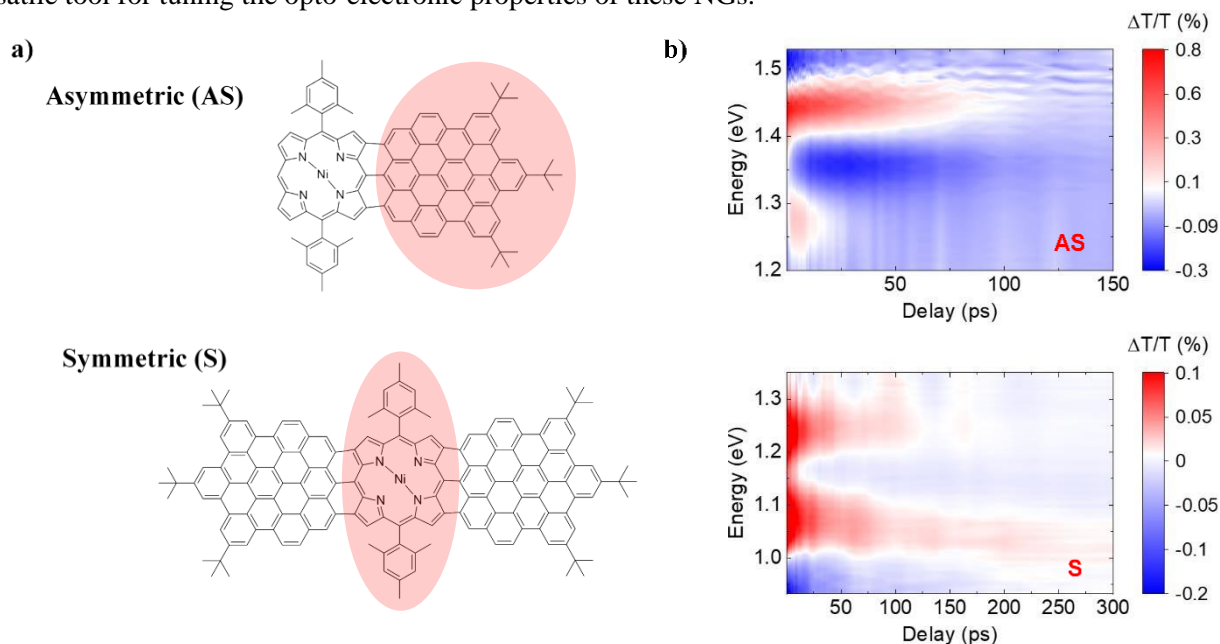 tool for tuning the opto-electronic properties of these NGs.
a)
b)
Asymmetric (AS)
Ni
N
N
N
N
Symmetric (S)
Ni
N
N
N
N
ΔT/T (%)
0.8
0.6
0.3
0.1
-0.09
-0.3
Energy (eV)
1.5
1.4
1.3
1.2
AS
50
100
150
Delay (ps)
ΔT/T (%)
0.1
0.05
0
-0.05
-0.1
-0.2
Energy (eV)
1.3
1.2
1.1
1.0
S
50
100
150
200
250
300
Delay (ps)